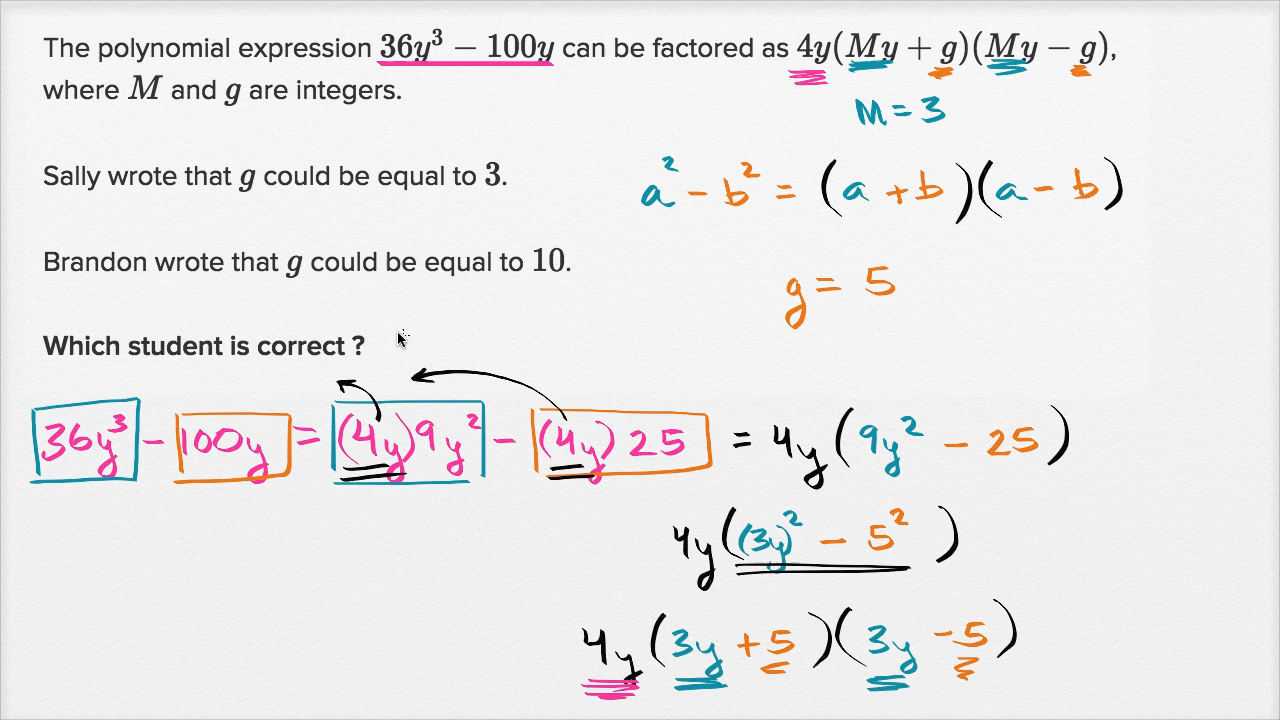 The polynomial expression 36y³ − 100y can be factored as 4y(My + g)(My − g),
where M and g are integers.
M = 3
Sally wrote that g could be equal to 3.
a² - b² = (a + b)(a - b)
Brandon wrote that g could be equal to 10.
g = 5
Which student is correct ?
36y³ - 100y = (4y)9y² - (4y)25 = 4y(9y² - 25)
4y((3y)² - 5²)
4y(3y + 5)(3y - 5)